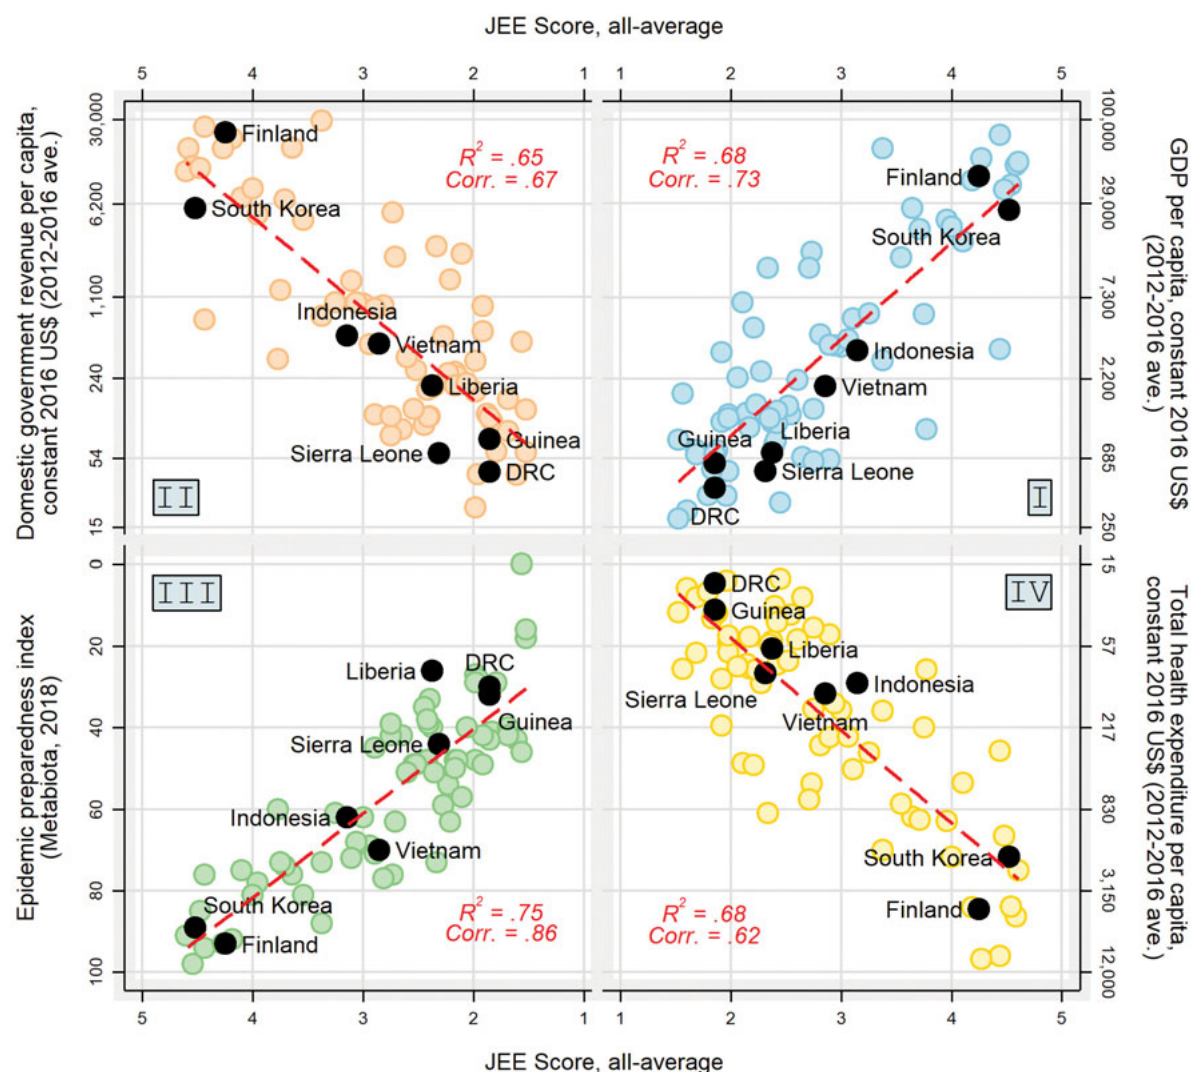 JEE Score, all-average
5 4 3 2 1
1 2 3 4 5
Domestic government revenue per capita,
constant 2016 US$ (2012-2016 ave.)
30,000
6,200
1,100
240
54
15
Finland
South Korea
Indonesia
Vietnam
Liberia
Guinea
Sierra Leone
DRC
R² = .65
Corr. = .67
II
R² = .68
Corr. = .73
Finland
South Korea
Indonesia
Vietnam
Liberia
Guinea
Sierra Leone
DRC
I
100,000
29,000
7,300
2,200
685
250
GDP per capita, constant 2016 US$
(2012-2016 ave.)
Epidemic preparedness index
(Metabiota, 2018)
0
20
40
60
80
100
III
DRC
Liberia
Guinea
Sierra Leone
Indonesia
Vietnam
South Korea
Finland
R² = .75
Corr. = .86
IV
DRC
Guinea
Liberia
Indonesia
Sierra Leone
Vietnam
South Korea
Finland
R² = .68
Corr. = .62
15
57
217
830
3,150
12,000
Total health expenditure per capita,
constant 2016 US$ (2012-2016 ave.)
5 4 3 2 1
1 2 3 4 5
JEE Score, all-average